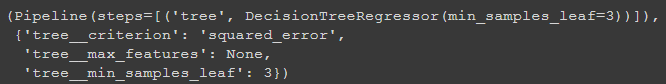 (Pipeline(steps=[('tree', DecisionTreeRegressor(min_samples_leaf=3))]),
 {'tree__criterion': 'squared_error',
  'tree__max_features': None,
  'tree__min_samples_leaf': 3})